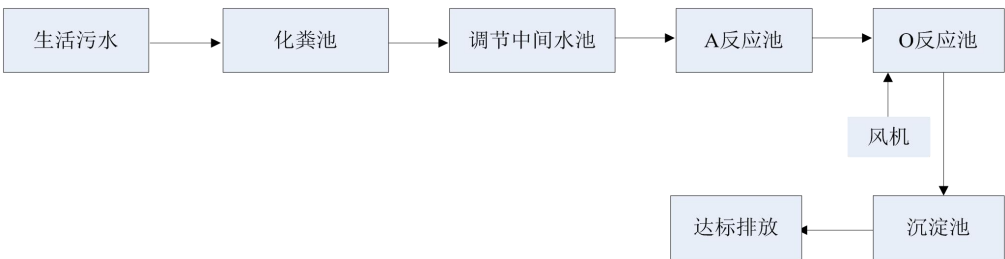 生活污水
化粪池
调节中间水池
A反应池
O反应池
风机
达标排放
沉淀池